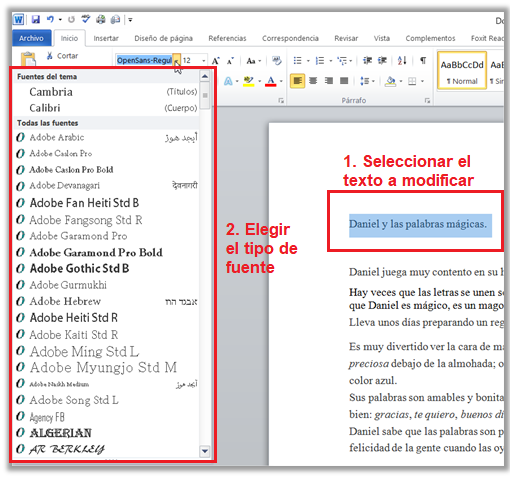 Do
Archivo Inicio Insertar Diseño de página Referencias Correspondencia Revisar Vista Complementos Foxit Read
Cortar
OpenSans-Regul 12 A A Aa
AaBbCcDd AaB
¶ Normal ¶ Sin
Fuente Párrafo
Fuentes del tema
Cambria (Títulos)
Calibri (Cuerpo)
Todas las fuentes
O Adobe Arabic أبجد هوز
O Adobe Caslon Pro
O Adobe Caslon Pro Bold
O Adobe Devanagari देवनागरी
O Adobe Fan Heiti Std B
O Adobe Fangsong Std R
O Adobe Garamond Pro
O Adobe Garamond Pro Bold
O Adobe Gothic Std B
O Adobe Gurmukhi
O Adobe Hebrew אבגד הוז
O Adobe Heiti Std R
O Adobe Kaiti Std R
O Adobe Ming Std L
O Adobe Myungjo Std M
O Adobe Naskh Medium أبجد هوز
O Adobe Song Std L
O Agency FB
O ALGERIAN
O AR BERKLEY
1. Seleccionar el
texto a modificar
2. Elegir
el tipo de
fuente
Daniel y las palabras mágicas.
Daniel juega muy contento en su h
Hay veces que las letras se unen s
que Daniel es mágico, es un mago
Lleva unos días preparando un reg
Es muy divertido ver la cara de ma
preciosa debajo de la almohada; o
color azul.
Sus palabras son amables y bonita
bien: gracias, te quiero, buenos di
Daniel sabe que las palabras son p
felicidad de la gente cuando las oy